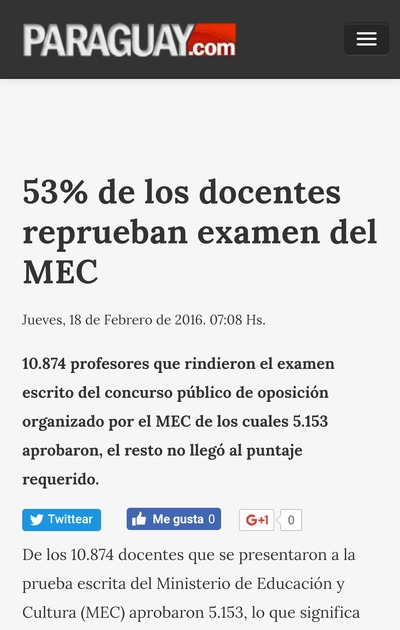 PARAGUAY.com
53% de los docentes
reprueban examen del
MEC
Jueves, 18 de Febrero de 2016. 07:08 Hs.
10.874 profesores que rindieron el examen
escrito del concurso público de oposición
organizado por el MEC de los cuales 5.153
aprobaron, el resto no llegó al puntaje
requerido.
Twittear Me gusta 0 G+1 0
De los 10.874 docentes que se presentaron a la
prueba escrita del Ministerio de Educación y
Cultura (MEC) aprobaron 5.153, lo que significa